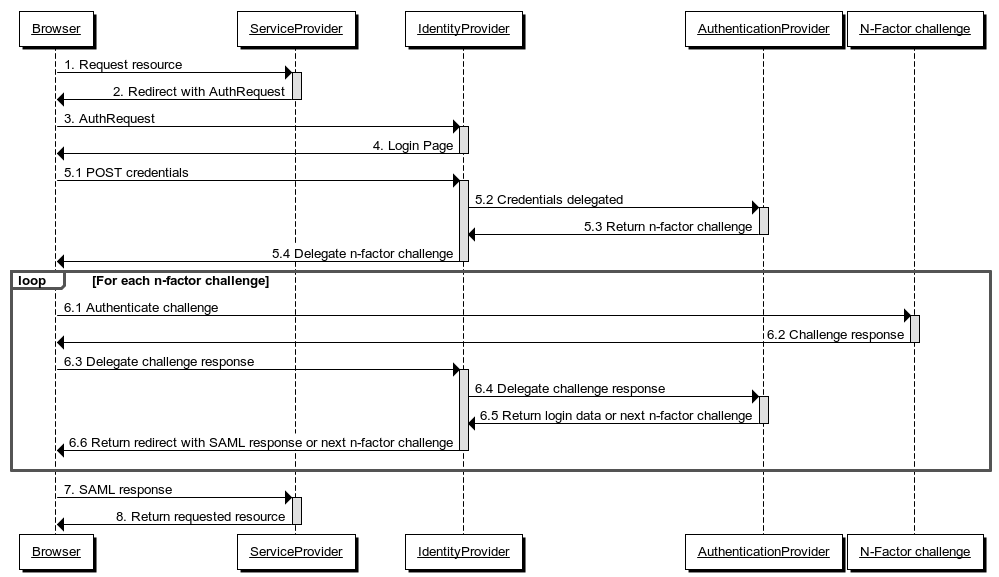 Browser
ServiceProvider
IdentityProvider
AuthenticationProvider
N-Factor challenge
1. Request resource
2. Redirect with AuthRequest
3. AuthRequest
4. Login Page
5.1 POST credentials
5.2 Credentials delegated
5.3 Return n-factor challenge
5.4 Delegate n-factor challenge
loop
[For each n-factor challenge]
6.1 Authenticate challenge
6.2 Challenge response
6.3 Delegate challenge response
6.4 Delegate challenge response
6.5 Return login data or next n-factor challenge
6.6 Return redirect with SAML response or next n-factor challenge
7. SAML response
8. Return requested resource
Browser
ServiceProvider
IdentityProvider
AuthenticationProvider
N-Factor challenge